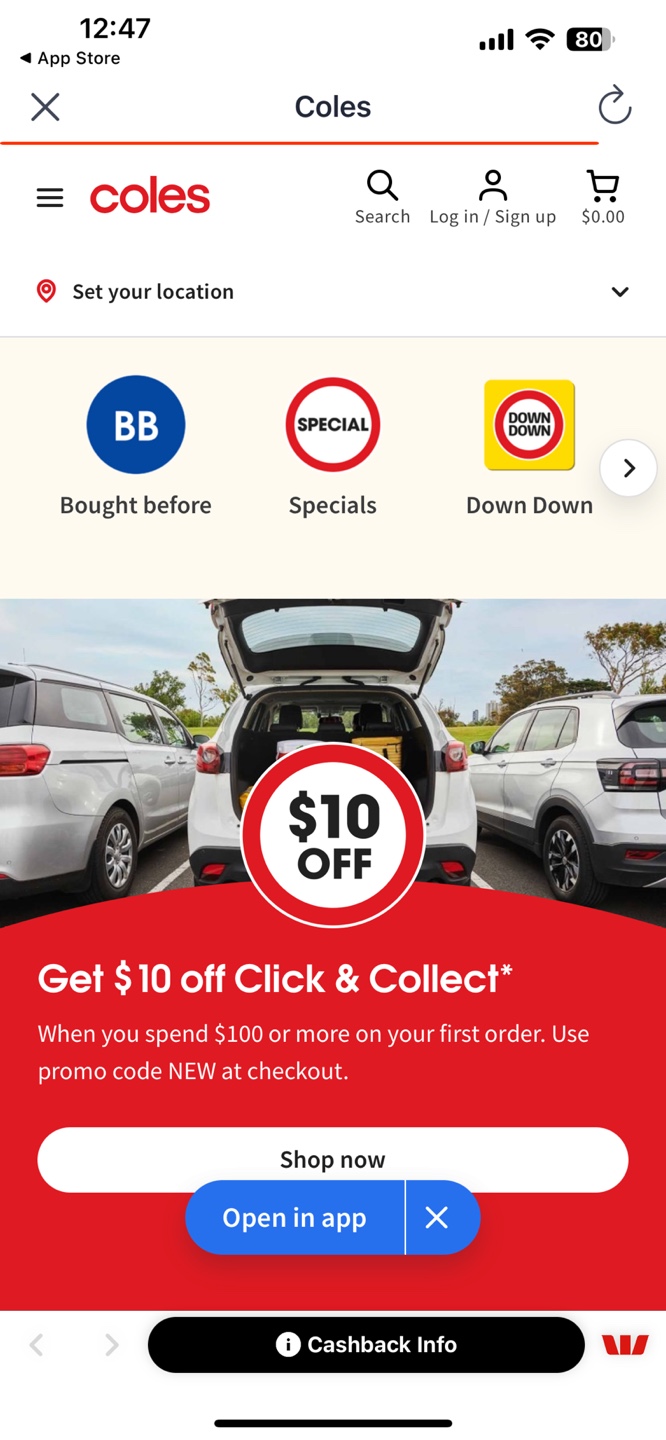 12:47
80
◀ App Store
Coles
coles
Search
Log in / Sign up
$0.00
Set your location
BB
SPECIAL
DOWN
DOWN
Bought before
Specials
Down Down
$10
OFF
Get $10 off Click & Collect*
When you spend $100 or more on your first order. Use
promo code NEW at checkout.
Shop now
Open in app
Cashback Info